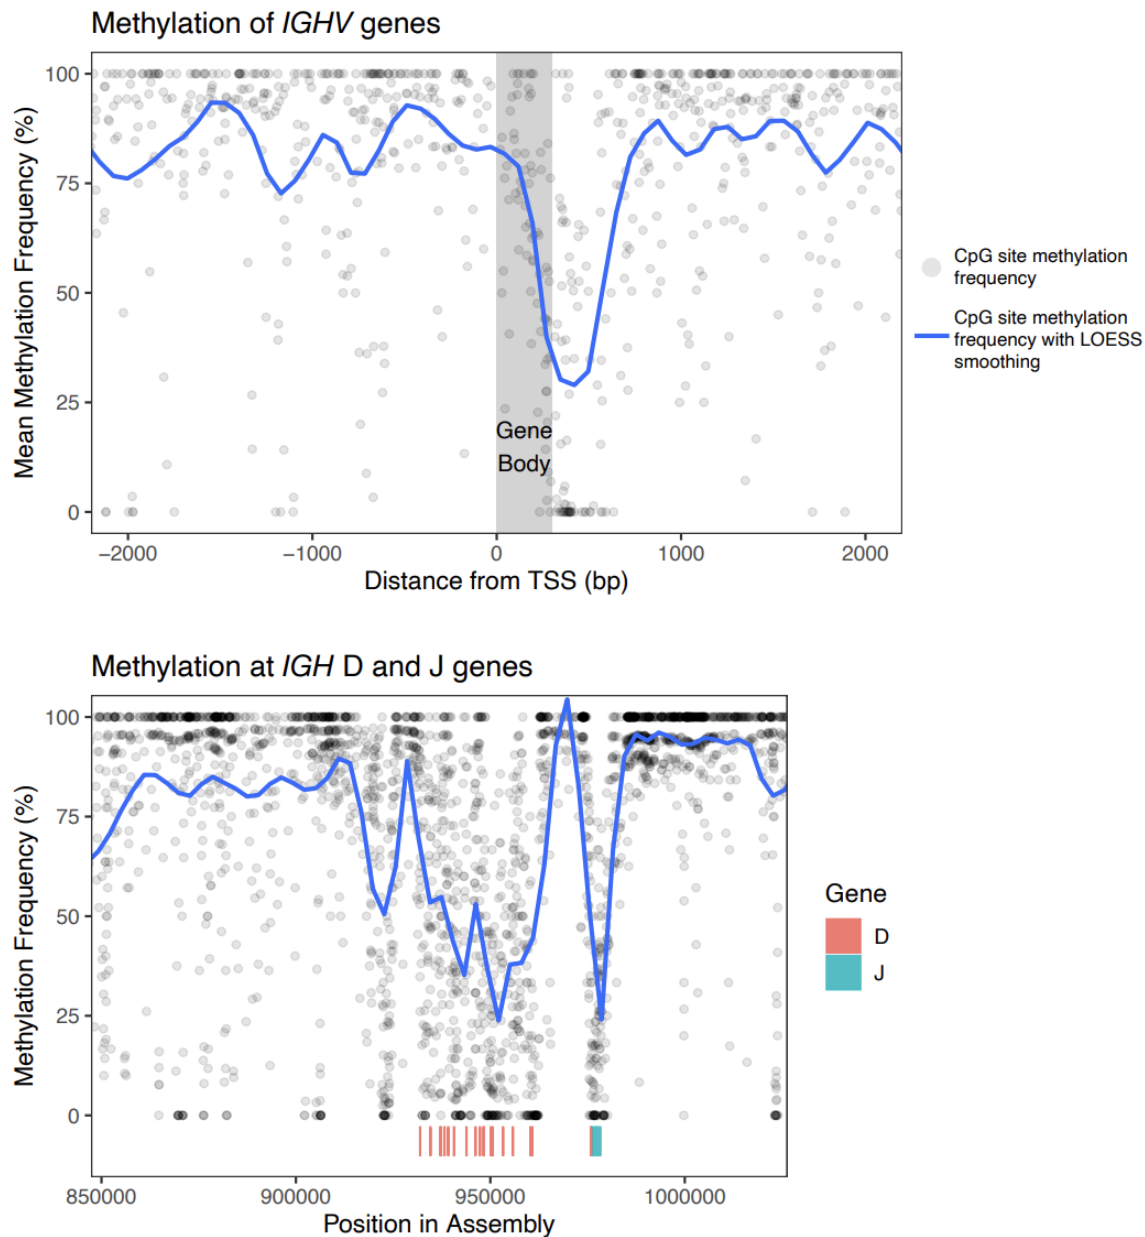 Methylation of IGHV genes
Mean Methylation Frequency (%)
100
75
50
25
0
Gene
Body
−2000
−1000
0
1000
2000
Distance from TSS (bp)
CpG site methylation
frequency
CpG site methylation
frequency with LOESS
smoothing
Methylation at IGH D and J genes
Methylation Frequency (%)
100
75
50
25
0
850000
900000
950000
1000000
Position in Assembly
Gene
D
J